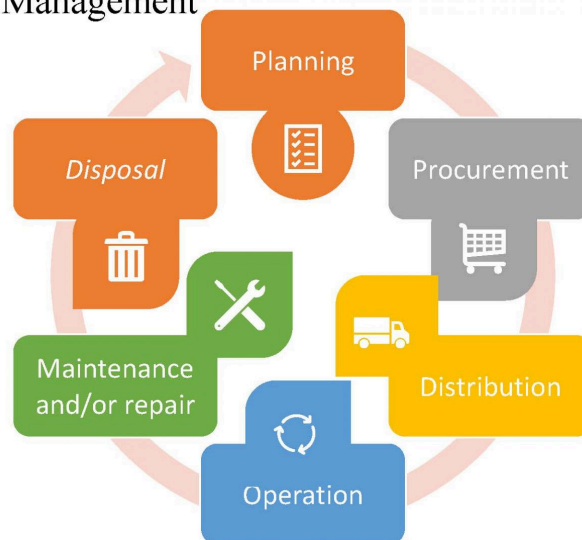 Management
Planning
Procurement
Distribution
Operation
Maintenance
and/or repair
Disposal